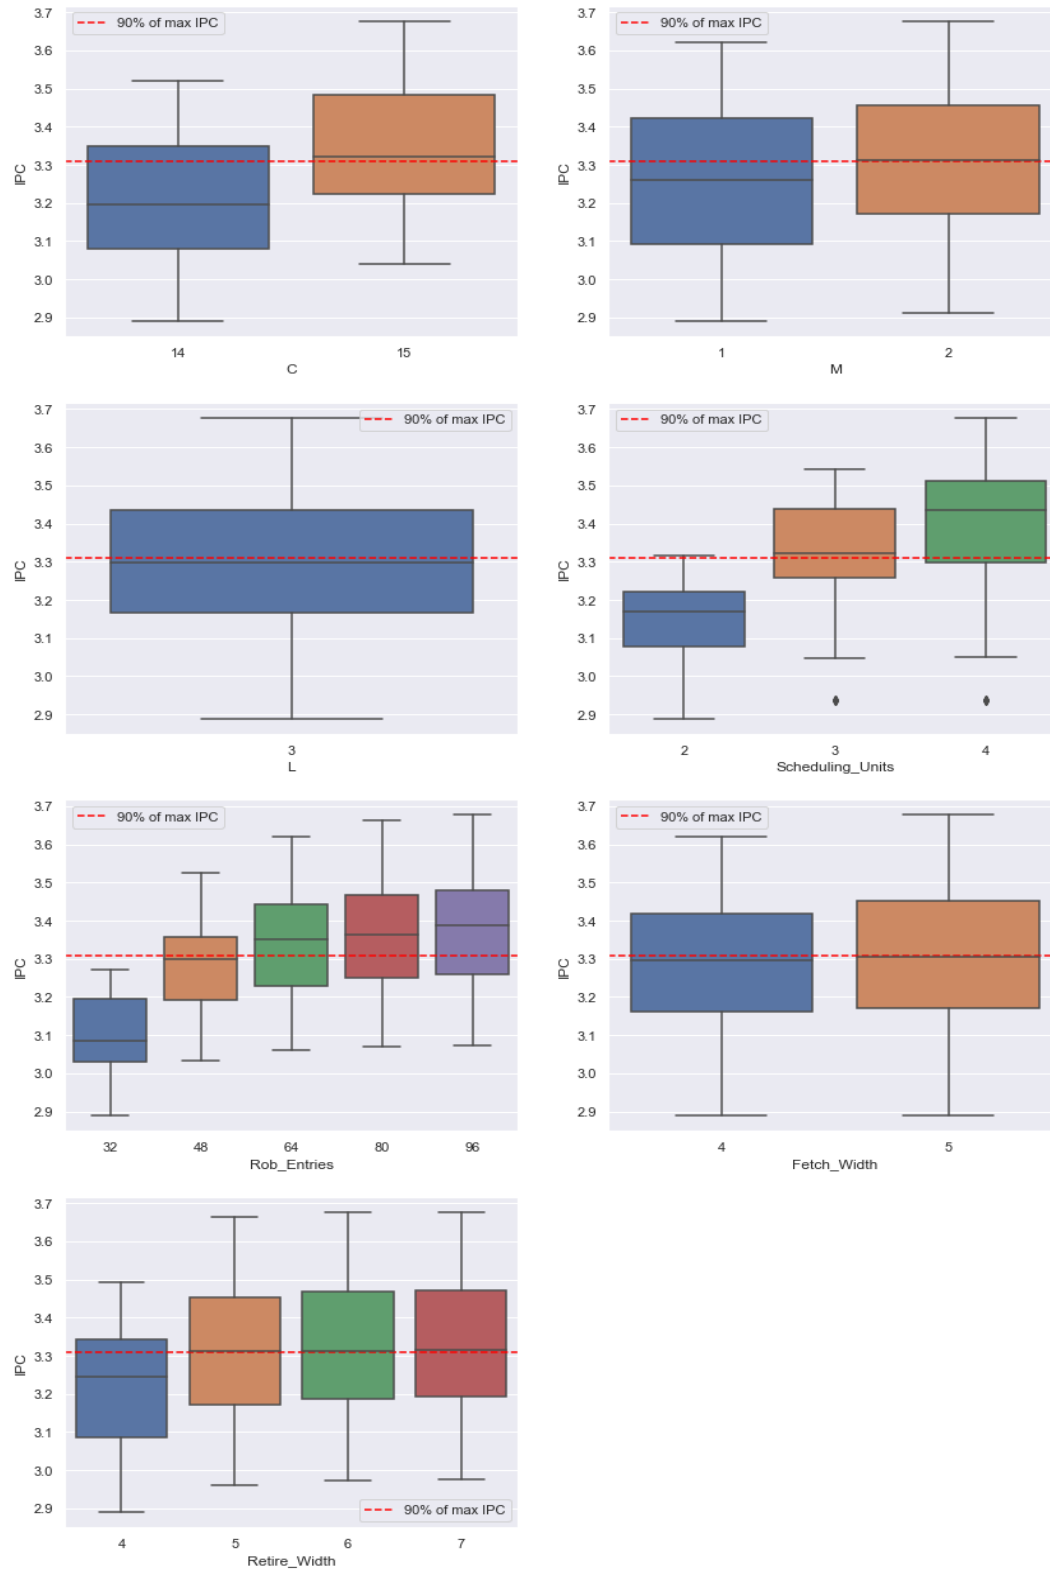 3.7
3.6
3.5
3.4
3.3
3.2
3.1
3.0
2.9
IPC
90% of max IPC
14 15
C
3.7
3.6
3.5
3.4
3.3
3.2
3.1
3.0
2.9
IPC
90% of max IPC
1 2
M
3.7
3.6
3.5
3.4
3.3
3.2
3.1
3.0
2.9
IPC
90% of max IPC
3
L
3.7
3.6
3.5
3.4
3.3
3.2
3.1
3.0
2.9
IPC
90% of max IPC
2 3 4
Scheduling_Units
3.7
3.6
3.5
3.4
3.3
3.2
3.1
3.0
2.9
IPC
90% of max IPC
32 48 64 80 96
Rob_Entries
3.7
3.6
3.5
3.4
3.3
3.2
3.1
3.0
2.9
IPC
90% of max IPC
4 5
Fetch_Width
3.7
3.6
3.5
3.4
3.3
3.2
3.1
3.0
2.9
IPC
90% of max IPC
4 5 6 7
Retire_Width